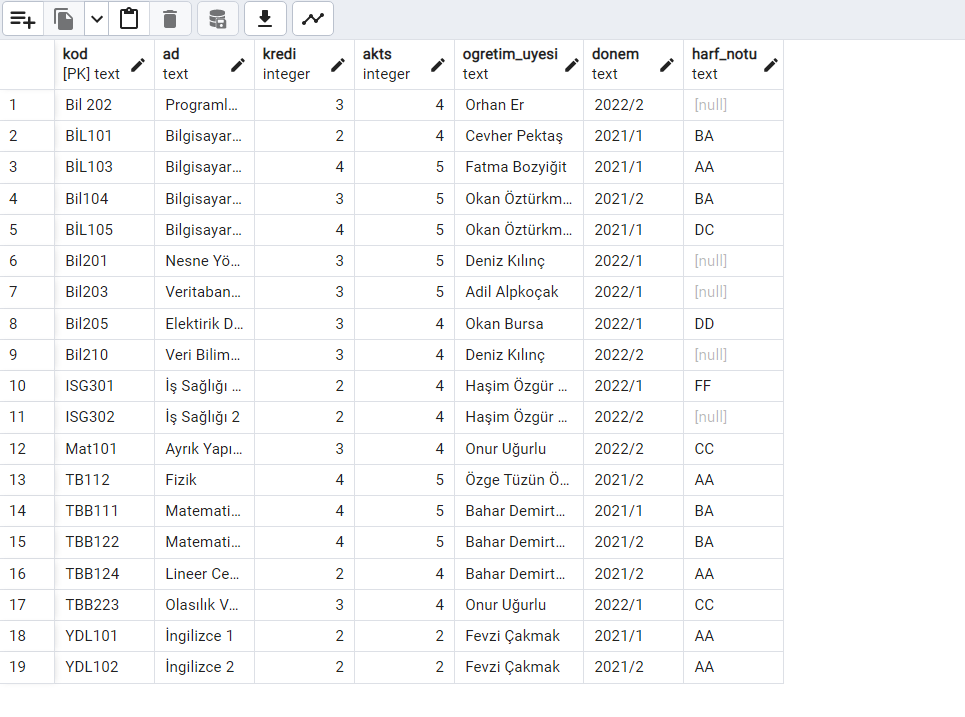 kod ad kredi akts ogretim_uyesi donem harf_notu
[PK] text text integer integer text text text
1 Bil 202 Programl... 3 4 Orhan Er 2022/2 [null]
2 BİL101 Bilgisayar... 2 4 Cevher Pektaş 2021/1 BA
3 BİL103 Bilgisayar... 4 5 Fatma Bozyiğit 2021/1 AA
4 Bil104 Bilgisayar... 3 5 Okan Öztürkm... 2021/2 BA
5 BİL105 Bilgisayar... 4 5 Okan Öztürkm... 2021/1 DC
6 Bil201 Nesne Yö... 3 5 Deniz Kılınç 2022/1 [null]
7 Bil203 Veritaban... 3 5 Adil Alpkoçak 2022/1 [null]
8 Bil205 Elektirik D... 3 4 Okan Bursa 2022/1 DD
9 Bil210 Veri Bilim... 3 4 Deniz Kılınç 2022/2 [null]
10 ISG301 İş Sağlığı ... 2 4 Haşim Özgür ... 2022/1 FF
11 ISG302 İş Sağlığı 2 2 4 Haşim Özgür ... 2022/2 [null]
12 Mat101 Ayrık Yapı... 3 4 Onur Uğurlu 2022/2 CC
13 TB112 Fizik 4 5 Özge Tüzün Ö... 2021/2 AA
14 TBB111 Matemati... 4 5 Bahar Demirt... 2021/1 BA
15 TBB122 Matemati... 4 5 Bahar Demirt... 2021/2 BA
16 TBB124 Lineer Ce... 2 4 Bahar Demirt... 2021/2 AA
17 TBB223 Olasılık V... 3 4 Onur Uğurlu 2022/1 CC
18 YDL101 İngilizce 1 2 2 Fevzi Çakmak 2021/1 AA
19 YDL102 İngilizce 2 2 2 Fevzi Çakmak 2021/2 AA